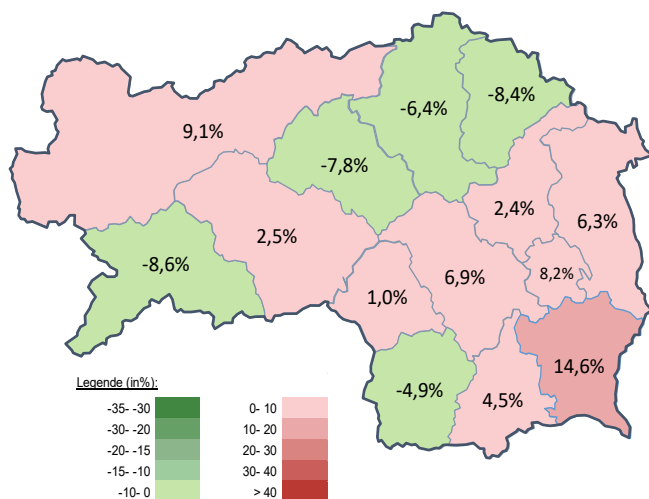 -6,4%
-8,4%
9,1%
-7,8%
2,4%
6,3%
2,5%
-8,6%
6,9%
8,2%
1,0%
14,6%
-4,9%
4,5%
Legende (in%):
-35- -30 0- 10
-30- -20 10- 20
-20- -15 20- 30
-15- -10 30- 40
-10- 0 > 40